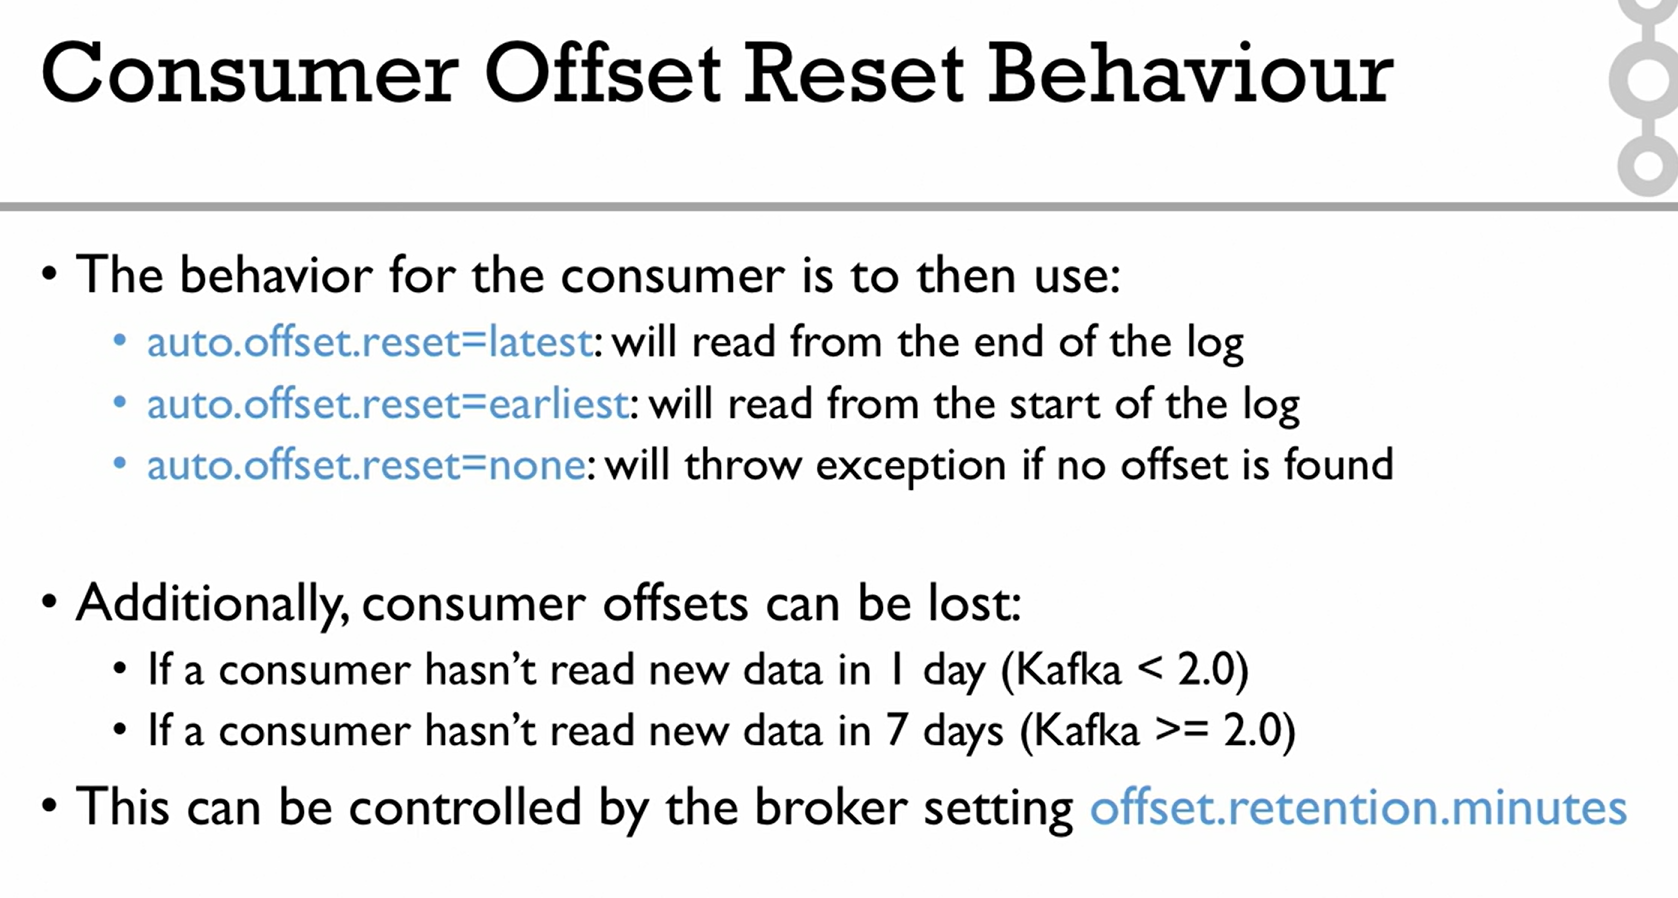 Consumer Offset Reset Behaviour
• The behavior for the consumer is to then use:
• auto.offset.reset=latest: will read from the end of the log
• auto.offset.reset=earliest: will read from the start of the log
• auto.offset.reset=none: will throw exception if no offset is found
• Additionally, consumer offsets can be lost:
• If a consumer hasn’t read new data in 1 day (Kafka < 2.0)
• If a consumer hasn’t read new data in 7 days (Kafka >= 2.0)
• This can be controlled by the broker setting offset.retention.minutes